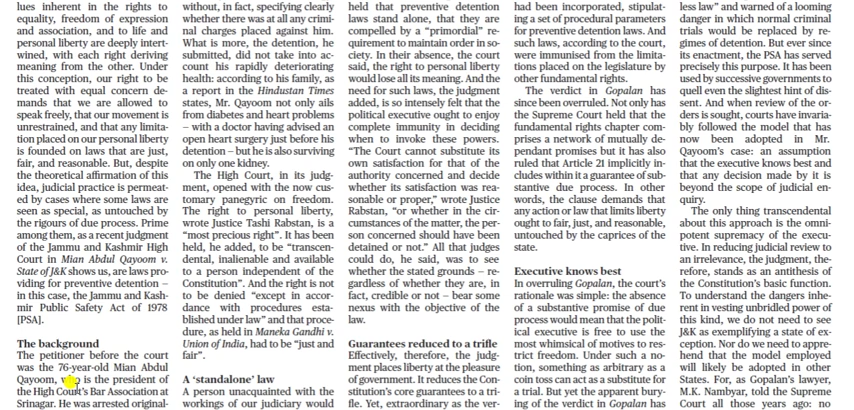 lues inherent in the rights to
equality, freedom of expression
and association, and to life and
personal liberty are deeply inter-
twined, with each right deriving
meaning from the other. Under
this conception, our right to be
treated with equal concern de-
mands that we are allowed to
speak freely, that our movement is
unrestrained, and that any limita-
tion placed on our personal liberty
is founded on laws that are just,
fair, and reasonable. But, despite
the theoretical affirmation of this
idea, judicial practice is permeat-
ed by cases where some laws are
seen as special, as untouched by
the rigours of due process. Prime
among them, as a recent judgment
of the Jammu and Kashmir High
Court in Mian Abdul Qayoom v.
State of J&K shows us, are laws pro-
viding for preventive detention –
in this case, the Jammu and Kash-
mir Public Safety Act of 1978
[PSA].
The background
The petitioner before the court
was the 76-year-old Mian Abdul
Qayoom, who is the president of
the High Court's Bar Association at
Srinagar. He was arrested original-
without, in fact, specifying clearly
whether there was at all any crimi-
nal charges placed against him.
What is more, the detention, he
submitted, did not take into ac-
count his rapidly deteriorating
health: according to his family, as
a report in the Hindustan Times
states, Mr. Qayoom not only ails
from diabetes and heart problems
– with a doctor having advised an
open heart surgery just before his
detention – but he is also surviving
on only one kidney.
The High Court, in its judg-
ment, opened with the now cus-
tomary panegyric on freedom.
The right to personal liberty,
wrote Justice Tashi Rabstan, is a
“most precious right”. It has been
held, he added, to be “transcen-
dental, inalienable and available
to a person independent of the
Constitution”. And the right is not
to be denied “except in accor-
dance with procedures esta-
blished under law” and that proce-
dure, as held in Maneka Gandhi v.
Union of India, had to be “just and
fair”.
A ‘standalone’ law
A person unacquainted with the
workings of our judiciary would
held that preventive detention
laws stand alone, that they are
compelled by a “primordial” re-
quirement to maintain order in so-
ciety. In their absence, the court
said, the right to personal liberty
would lose all its meaning. And the
need for such laws, the judgment
added, is so intensely felt that the
political executive ought to enjoy
complete immunity in deciding
when to invoke these powers.
“The Court cannot substitute its
own satisfaction for that of the
authority concerned and decide
whether its satisfaction was rea-
sonable or proper,” wrote Justice
Rabstan, “or whether in the cir-
cumstances of the matter, the per-
son concerned should have been
detained or not.” All that judges
could do, he said, was to see
whether the stated grounds – re-
gardless of whether they are, in
fact, credible or not – bear some
nexus with the objective of the
law.
Guarantees reduced to a trifle
Effectively, therefore, the judg-
ment places liberty at the pleasure
of government. It reduces the Con-
stitution's core guarantees to a tri-
fle. Yet, extraordinary as the ver-
had been incorporated, stipulat-
ing a set of procedural parameters
for preventive detention laws. And
such laws, according to the court,
were immunised from the limita-
tions placed on the legislature by
other fundamental rights.
The verdict in Gopalan has
since been overruled. Not only has
the Supreme Court held that the
fundamental rights chapter com-
prises a network of mutually de-
pendant promises but it has also
ruled that Article 21 implicitly in-
cludes within it a guarantee of sub-
stantive due process. In other
words, the clause demands that
any action or law that limits liberty
ought to fair, just, and reasonable,
untouched by the caprices of the
state.
Executive knows best
In overruling Gopalan, the court's
rationale was simple: the absence
of a substantive promise of due
process would mean that the polit-
ical executive is free to use the
most whimsical of motives to res-
trict freedom. Under such a no-
tion, something as arbitrary as a
coin toss can act as a substitute for
a trial. But yet the apparent bury-
ing of the verdict in Gopalan has
less law” and warned of a looming
danger in which normal criminal
trials would be replaced by re-
gimes of detention. But ever since
its enactment, the PSA has served
precisely this purpose. It has been
used by successive governments to
quell even the slightest hint of dis-
sent. And when review of the or-
ders is sought, courts have invaria-
bly followed the model that has
now been adopted in Mr.
Qayoom's case: an assumption
that the executive knows best and
that any decision made by it is
beyond the scope of judicial en-
quiry.
The only thing transcendental
about this approach is the omni-
potent supremacy of the execu-
tive. In reducing judicial review to
an irrelevance, the judgment, the-
refore, stands as an antithesis of
the Constitution's basic function.
To understand the dangers inhe-
rent in vesting unbridled power of
this kind, we do not need to see
J&K as exemplifying a state of ex-
ception. Nor do we need to appre-
hend that the model employed
will likely be adopted in other
States. For, as Gopalan's lawyer,
M.K. Nambyar, told the Supreme
Court all those years ago: no